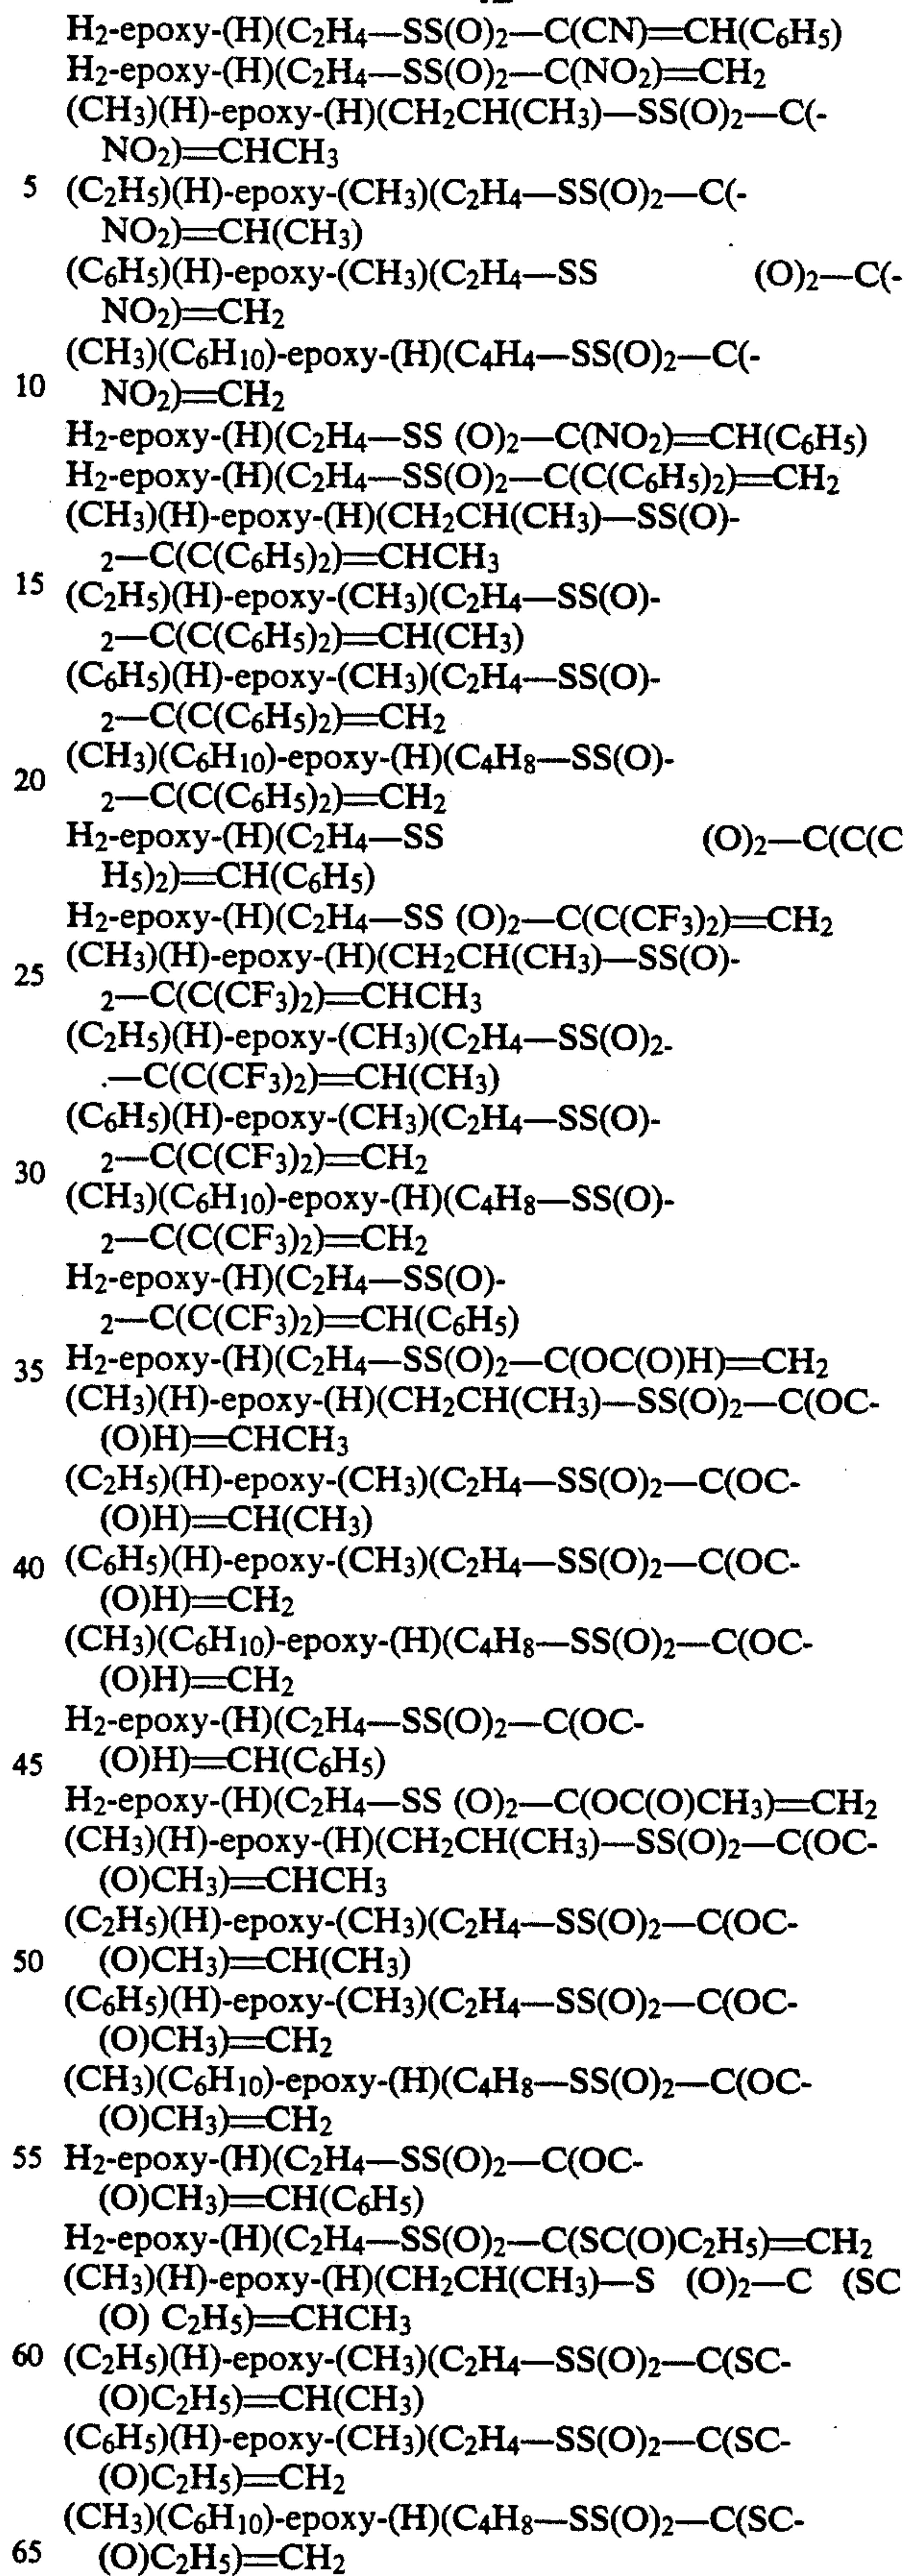 H2-epoxy-(H)(C2H4—SS(O)2—C(CN)═CH(C6H5)
H2-epoxy-(H)(C2H4—SS(O)2—C(NO2)═CH2
(CH3)(H)-epoxy-(H)(CH2CH(CH3)—SS(O)2—C(-
NO2)═CHCH3
5 (C2H5)(H)-epoxy-(CH3)(C2H4—SS(O)2—C(-
NO2)═CH(CH3)
(C6H5)(H)-epoxy-(CH3)(C2H4—SS (O)2—C(-
NO2)═CH2
(CH3)(C6H10)-epoxy-(H)(C4H4—SS(O)2—C(-
10 NO2)═CH2
H2-epoxy-(H)(C2H4—SS (O)2—C(NO2)═CH(C6H5)
H2-epoxy-(H)(C2H4—SS(O)2—C(C(C6H5)2)═CH2
(CH3)(H)-epoxy-(H)(CH2CH(CH3)—SS(O)-
2—C(C(C6H5)2)═CHCH3
15 (C2H5)(H)-epoxy-(CH3)(C2H4—SS(O)-
2—C(C(C6H5)2)═CH(CH3)
(C6H5)(H)-epoxy-(CH3)(C2H4—SS(O)-
2—C(C(C6H5)2)═CH2
(CH3)(C6H10)-epoxy-(H)(C4H8—SS(O)-
20 2—C(C(C6H5)2)═CH2
H2-epoxy-(H)(C2H4—SS (O)2—C(C(C
H5)2)═CH(C6H5)
H2-epoxy-(H)(C2H4—SS (O)2—C(C(CF3)2)═CH2
25 (CH3)(H)-epoxy-(H)(CH2CH(CH3)—SS(O)-
2—C(C(CF3)2)═CHCH3
(C2H5)(H)-epoxy-(CH3)(C2H4—SS(O)2-
.—C(C(CF3)2)═CH(CH3)
(C6H5)(H)-epoxy-(CH3)(C2H4—SS(O)-
30 2—C(C(CF3)2)═CH2
(CH3)(C6H10)-epoxy-(H)(C4H8—SS(O)-
2—C(C(CF3)2)═CH2
H2-epoxy-(H)(C2H4—SS(O)-
2—C(C(CF3)2)═CH(C6H5)
35 H2-epoxy-(H)(C2H4—SS(O)2—C(OC(O)H)═CH2
(CH3)(H)-epoxy-(H)(CH2CH(CH3)—SS(O)2—C(OC-
(O)H)═CHCH3
(C2H5)(H)-epoxy-(CH3)(C2H4—SS(O)2—C(OC-
(O)H)═CH(CH3)
40 (C6H5)(H)-epoxy-(CH3)(C2H4—SS(O)2—C(OC-
(O)H)═CH2
(CH3)(C6H10)-epoxy-(H)(C4H8—SS(O)2—C(OC-
(O)H)═CH2
H2-epoxy-(H)(C2H4—SS(O)2—C(OC-
45 (O)H)═CH(C6H5)
H2-epoxy-(H)(C2H4—SS (O)2—C(OC(O)CH3)═CH2
(CH3)(H)-epoxy-(H)(CH2CH(CH3)—SS(O)2—C(OC-
(O)CH3)═CHCH3
(C2H5)(H)-epoxy-(CH3)(C2H4—SS(O)2—C(OC-
50 (O)CH3)═CH(CH3)
(C6H5)(H)-epoxy-(CH3)(C2H4—SS(O)2—C(OC-
(O)CH3)═CH2
(CH3)(C6H10)-epoxy-(H)(C4H8—SS(O)2—C(OC-
(O)CH3)═CH2
55 H2-epoxy-(H)(C2H4—SS(O)2—C(OC-
(O)CH3)═CH(C6H5)
H2-epoxy-(H)(C2H4—SS(O)2—C(SC(O)C2H5)═CH2
(CH3)(H)-epoxy-(H)(CH2CH(CH3)—S (O)2—C (SC
(O) C2H5)═CHCH3
60 (C2H5)(H)-epoxy-(CH3)(C2H4—SS(O)2—C(SC-
(O)C2H5)═CH(CH3)
(C6H5)(H)-epoxy-(CH3)(C2H4—SS(O)2—C(SC-
(O)C2H5)═CH2
(CH3)(C6H10)-epoxy-(H)(C4H8—SS(O)2—C(SC-
65 (O)C2H5)═CH2